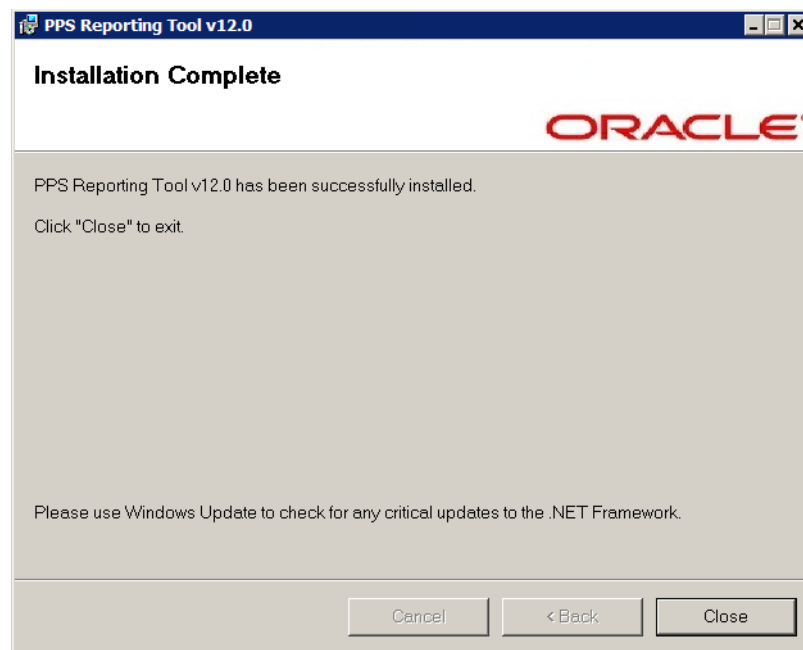 PPS Reporting Tool v12.0
Installation Complete
ORACLE
PPS Reporting Tool v12.0 has been successfully installed.
Click "Close" to exit.
Please use Windows Update to check for any critical updates to the .NET Framework.
Cancel
< Back
Close